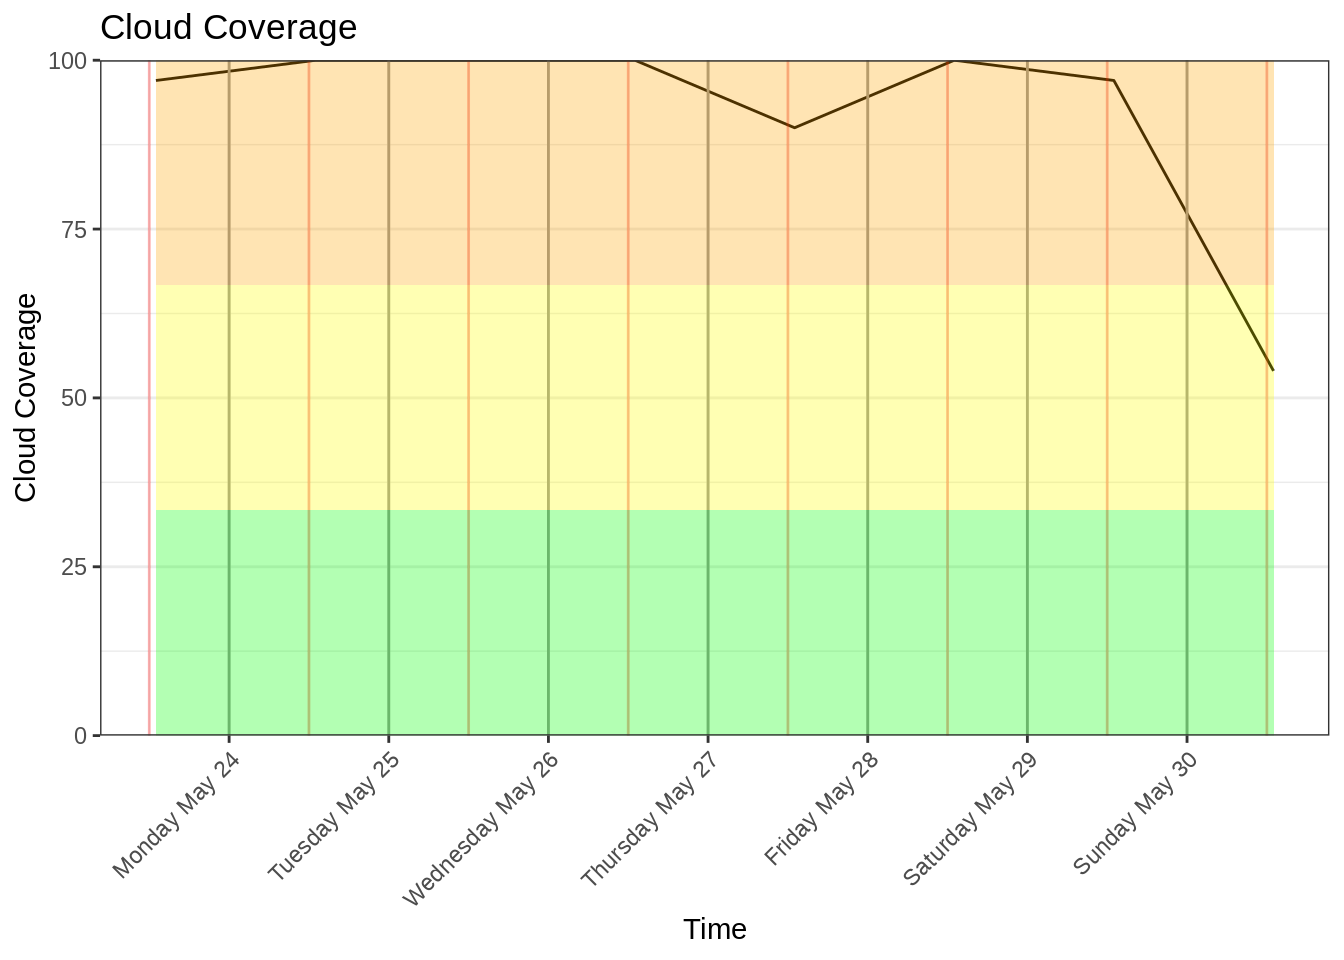 Cloud Coverage
100
75
50
25
0
Cloud Coverage
Monday May 24
Tuesday May 25
Wednesday May 26
Thursday May 27
Friday May 28
Saturday May 29
Sunday May 30
Time